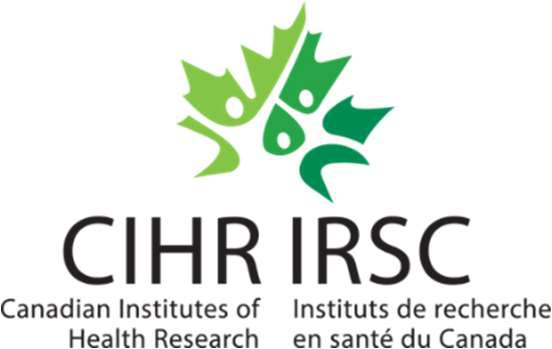 CIHR IRSC
Canadian Institutes of
Health Research
Instituts de recherche
en santé du Canada